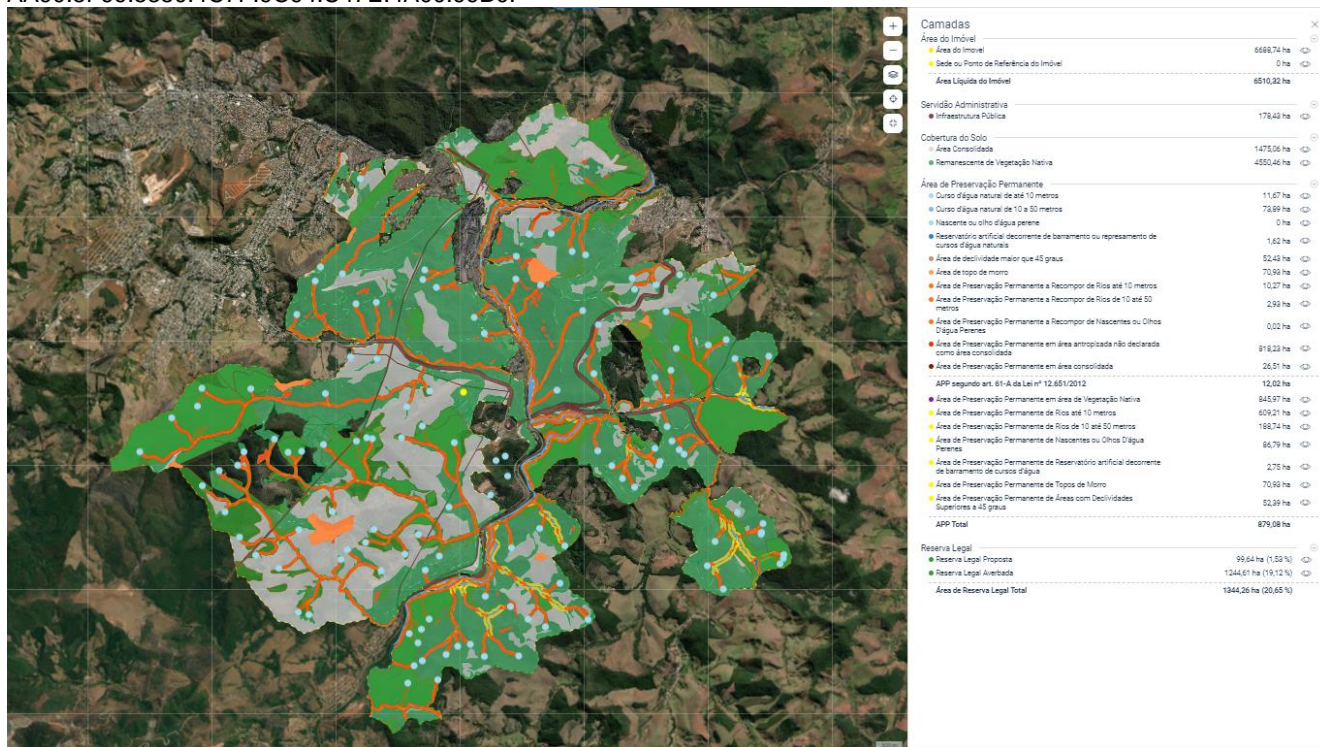 Camadas
Área do Imóvel
Área do Imovel 6688,74 ha
Sede ou Ponto de Referência do Imóvel 0 ha
Área Líquida do Imóvel 6510,32 ha
Servidão Administrativa
Infraestrutura Pública 178,43 ha
Cobertura do Solo
Área Consolidada 1475,06 ha
Remanescente de Vegetação Nativa 4550,46 ha
Área de Preservação Permanente
Curso d'água natural de até 10 metros 11,67 ha
Curso d'água natural de 10 a 50 metros 73,89 ha
Nascente ou olho d'água perene 0 ha
Reservatório artificial decorrente de barramento ou represamento de
cursos d'água naturais 1,62 ha
Área de declividade maior que 45 graus 52,43 ha
Área de topo de morro 70,93 ha
Área de Preservação Permanente a Recompor de Rios até 10 metros 10,27 ha
Área de Preservação Permanente a Recompor de Rios de 10 até 50
metros 2,93 ha
Área de Preservação Permanente a Recompor de Nascentes ou Olhos
D'água Perenes 0,02 ha
Área de Preservação Permanente em área antropizada não declarada
como área consolidada 818,23 ha
Área de Preservação Permanente em área consolidada 26,51 ha
APP segundo art. 61-A da Lei nº 12.651/2012 12,02 ha
Área de Preservação Permanente em área de Vegetação Nativa 845,97 ha
Área de Preservação Permanente de Rios até 10 metros 609,21 ha
Área de Preservação Permanente de Rios de 10 até 50 metros 188,74 ha
Área de Preservação Permanente de Nascentes ou Olhos D'água
Perenes 86,79 ha
Área de Preservação Permanente de Reservatório artificial decorrente
de barramento de cursos d'água 2,75 ha
Área de Preservação Permanente de Topos de Morro 70,93 ha
Área de Preservação Permanente de Áreas com Declividades
Superiores a 45 graus 52,39 ha
APP Total 879,08 ha
Reserva Legal
Reserva Legal Proposta 99,64 ha (1,53 %)
Reserva Legal Averbada 1244,61 ha (19,12 %)
Área de Reserva Legal Total 1344,26 ha (20,65 %)